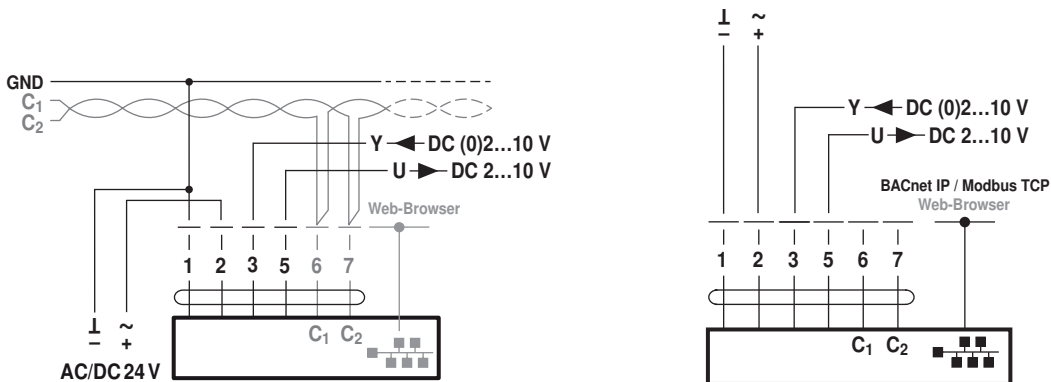 GND
C1
C2
Y DC (0)2...10 V
U DC 2...10 V
Web-Browser
1 2 3 5 6 7
C1 C2
⊥ ~
– +
AC/DC 24 V
⊥ ~
– +
Y DC (0)2...10 V
U DC 2...10 V
BACnet IP / Modbus TCP
Web-Browser
1 2 3 5 6 7
C1 C2